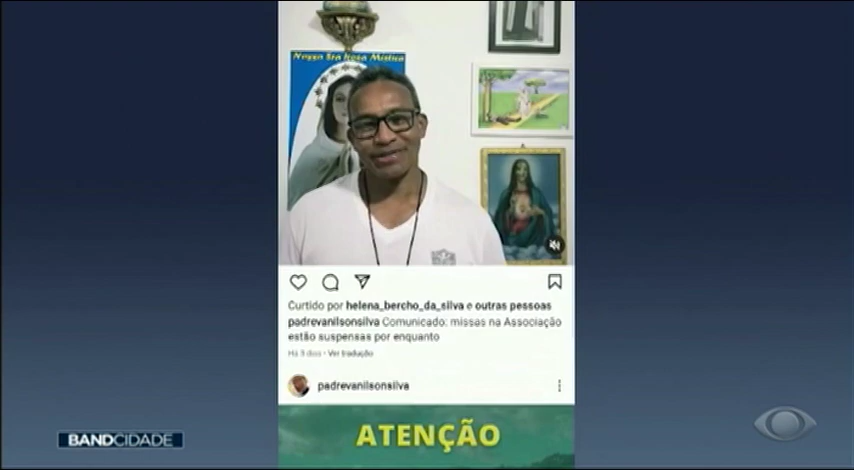 Nossa Sra Rosa Mística
Curtido por helena_bercho_da_silva e outras pessoas
padrevanilsonsilva Comunicado: missas na Associação
estão suspensas por enquanto
Há 3 dias · Ver tradução
padrevanilsonsilva
ATENÇÃO
BANDCIDADE